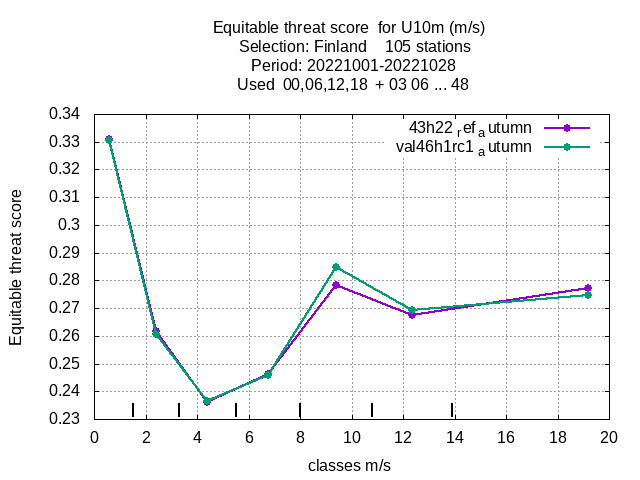 Equitable threat score for U10m (m/s)
Selection: Finland 105 stations
Period: 20221001-20221028
Used 00,06,12,18 + 03 06 ... 48
0.34
0.33
0.32
0.31
0.3
0.29
0.28
0.27
0.26
0.25
0.24
0.23
Equitable threat score
43h22 ref autumn
val46h1rc1 autumn
0 2 4 6 8 10 12 14 16 18 20
classes m/s